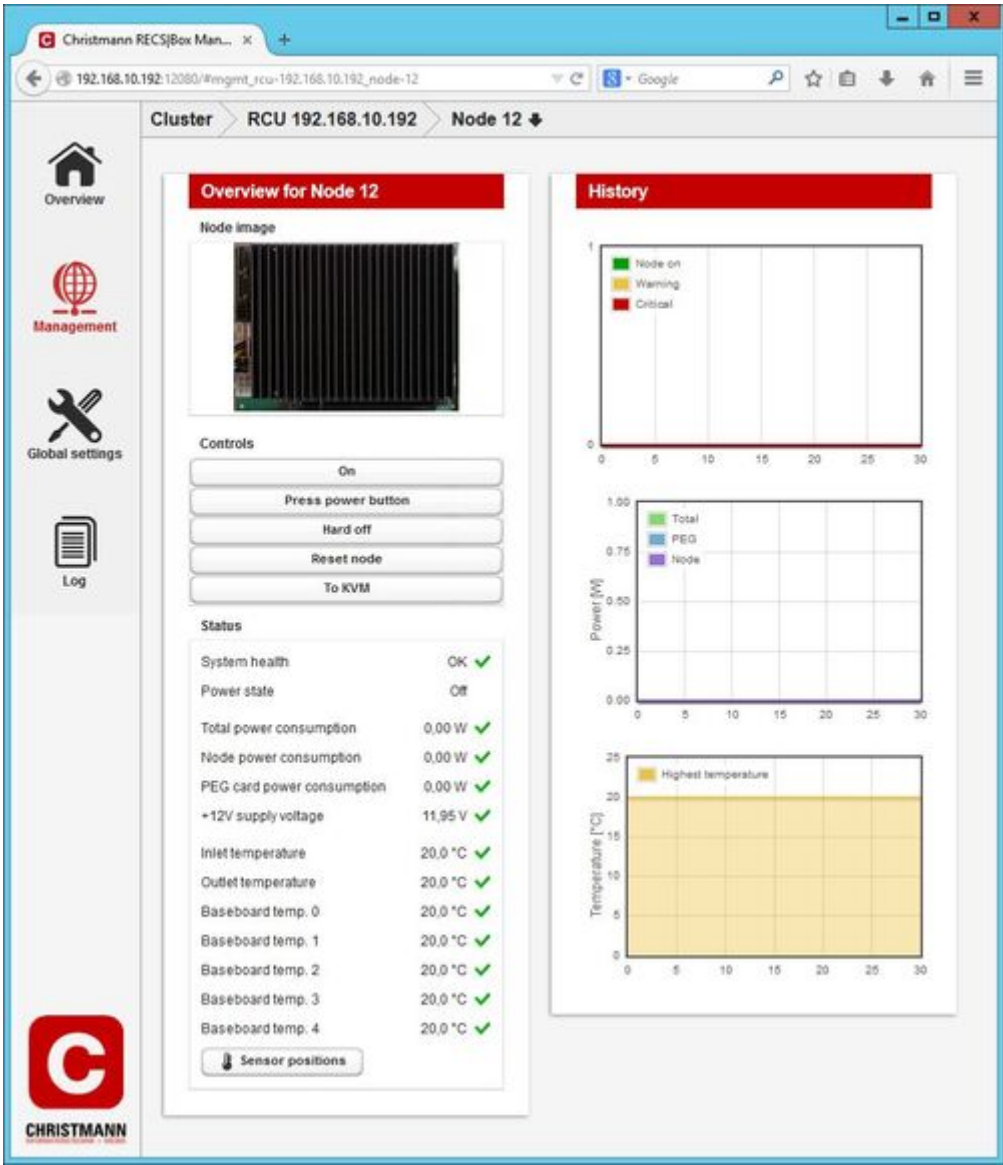 Christmann RECS|Box Man... × +
192.168.10.192:12080/#mgmt_rcu-192.168.10.192_node-12
Google
Cluster RCU 192.168.10.192 Node 12
Overview
Management
Global settings
Log
C
CHRISTMANN
Overview for Node 12
Node image
Controls
On
Press power button
Hard off
Reset node
To KVM
Status
System health OK
Power state Off
Total power consumption 0,00 W
Node power consumption 0,00 W
PEG card power consumption 0,00 W
+12V supply voltage 11,95 V
Inlet temperature 20,0 °C
Outlet temperature 20,0 °C
Baseboard temp. 0 20,0 °C
Baseboard temp. 1 20,0 °C
Baseboard temp. 2 20,0 °C
Baseboard temp. 3 20,0 °C
Baseboard temp. 4 20,0 °C
Sensor positions
History
1
Node on
Warning
Critical
0
0 5 10 15 20 25 30
1.00
Total
PEG
0.75
Node
Power [W]
0.50
0.25
0.00
0 5 10 15 20 25 30
25
Highest temperature
20
Temperature [°C]
15
10
5
0
0 5 10 15 20 25 30